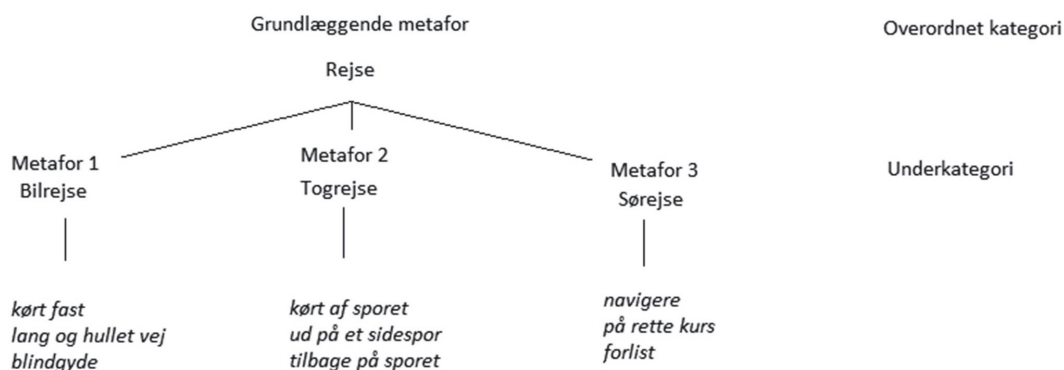 Grundlæggende metafor
Overordnet kategori
Rejse
Metafor 1
Bilrejse
Metafor 2
Togrejse
Metafor 3
Sørejse
Underkategori
kørt fast
lang og hullet vej
blindgyde
kørt af sporet
ud på et sidespor
tilbage på sporet
navigere
på rette kurs
forlist